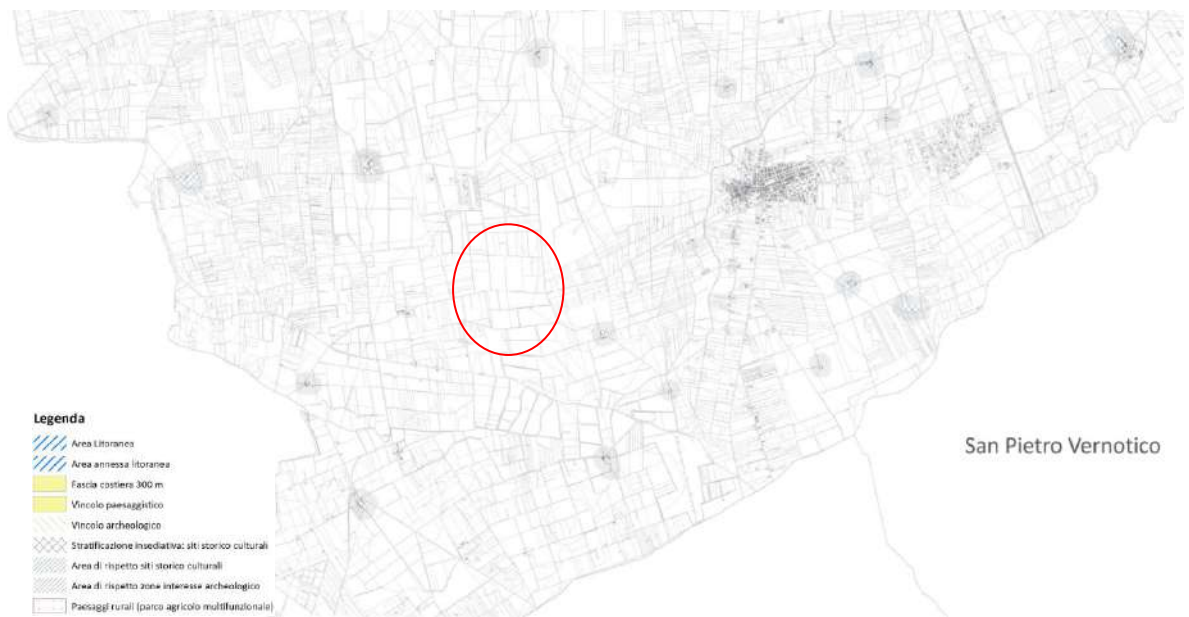 San Pietro Vernotico
Legenda
Area Litoranea
Area annessa litoranea
Fascia costiera 300 m
Vincolo paesaggistico
Vincolo archeologico
Stratificazione insediativa: siti storico culturali
Area di rispetto siti storico culturali
Area di rispetto zone interesse archeologico
Paesaggi rurali (parco agricolo multifunzionale)